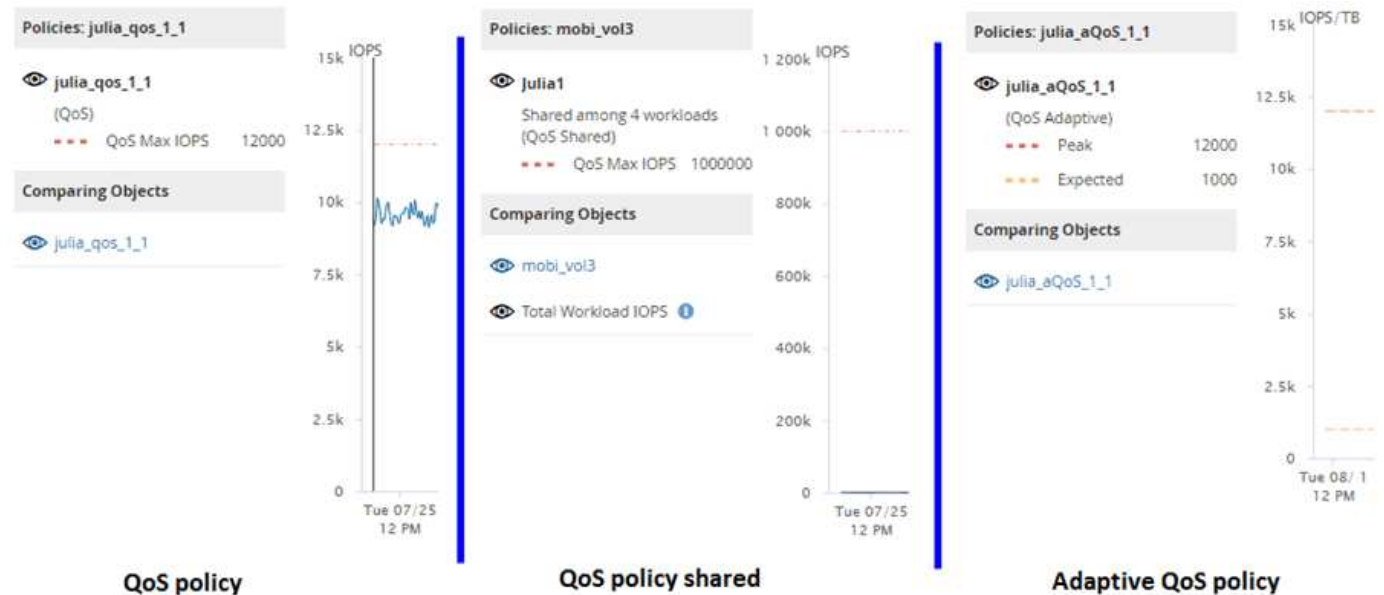 Policies: julia_qos_1_1
julia_qos_1_1
(QoS)
QoS Max IOPS 12000
Comparing Objects
julia_qos_1_1
IOPS
15k
12.5k
10k
7.5k
5k
2.5k
0
Tue 07/25
12 PM
QoS policy
Policies: mobi_vol3
Julia1
Shared among 4 workloads
(QoS Shared)
QoS Max IOPS 1000000
Comparing Objects
mobi_vol3
Total Workload IOPS i
IOPS
1 200k
1 000k
800k
600k
400k
200k
0
Tue 07/25
12 PM
QoS policy shared
Policies: julia_aQoS_1_1
julia_aQoS_1_1
(QoS Adaptive)
Peak 12000
Expected 1000
Comparing Objects
julia_aQoS_1_1
IOPS/TB
15k
12.5k
10k
7.5k
5k
2.5k
0
Tue 08/ 1
12 PM
Adaptive QoS policy